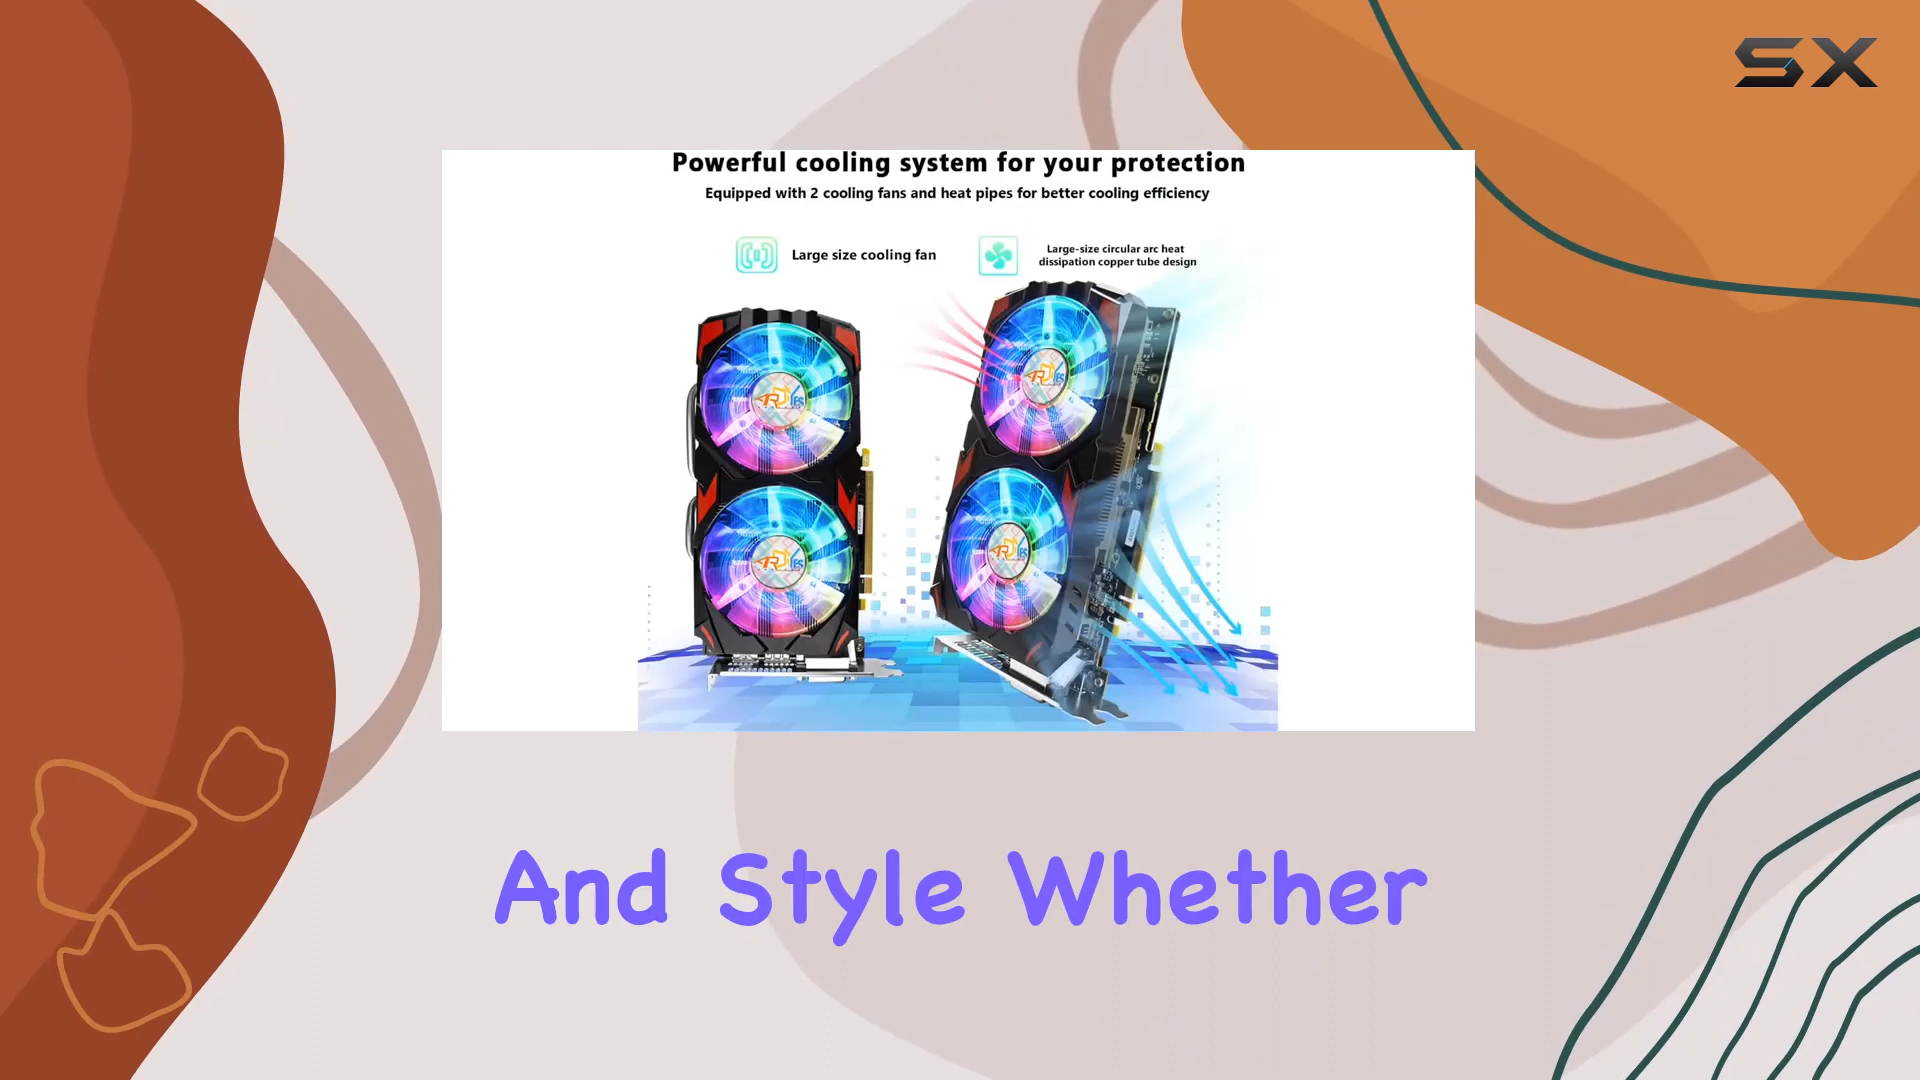 SX
Powerful cooling system for your protection
Equipped with 2 cooling fans and heat pipes for better cooling efficiency
Large size cooling fan
Large-size circular arc heat
dissipation copper tube design
And Style Whether